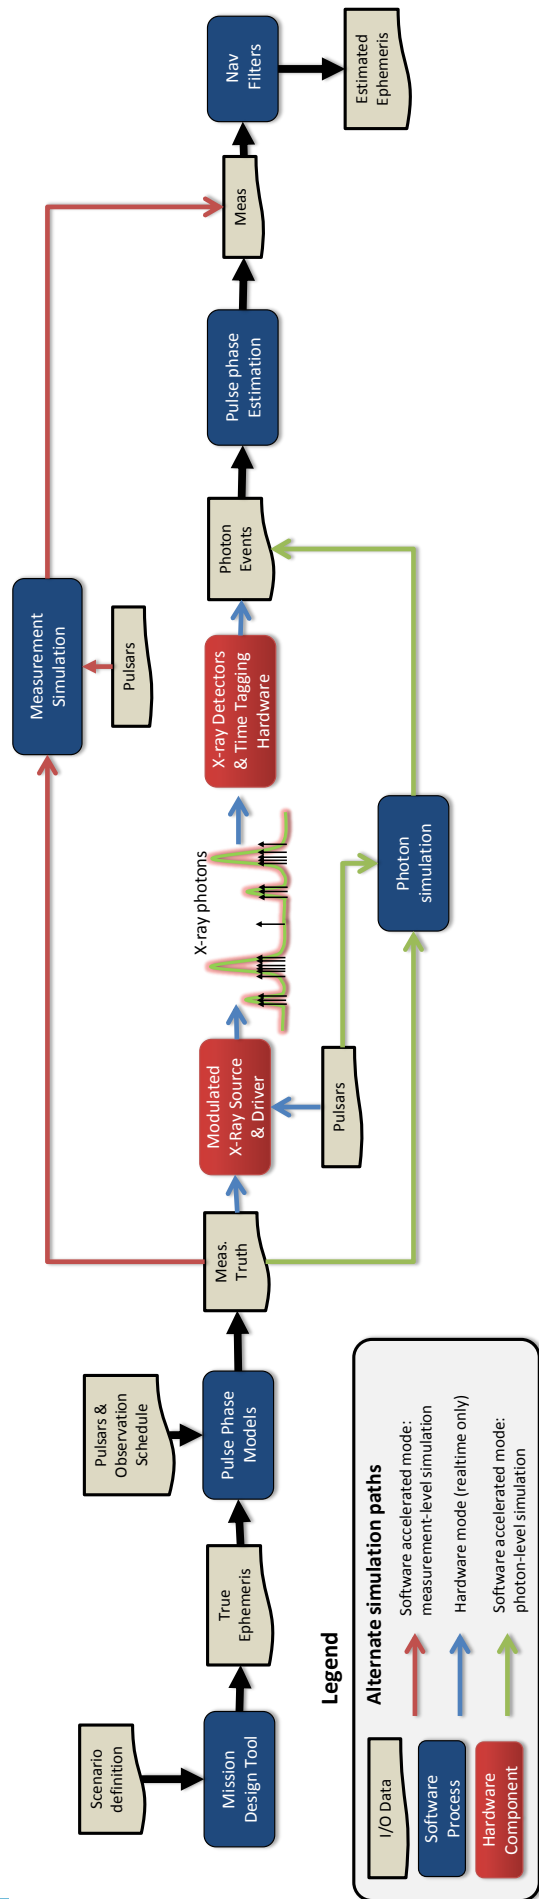 Scenario
definition
Mission
Design Tool
True
Ephemeris
Pulsars &
Observation
Schedule
Pulse Phase
Models
Meas.
Truth
Modulated
X-Ray Source
& Driver
Pulsars
X-ray photons
Photon
simulation
X-ray Detectors
& Time Tagging
Hardware
Measurement
Simulation
Pulsars
Photon
Events
Pulse phase
Estimation
Meas
Nav
Filters
Estimated
Ephemeris
Legend
I/O Data
Software
Process
Hardware
Component
Alternate simulation paths
Software accelerated mode:
measurement-level simulation
Hardware mode (realtime only)
Software accelerated mode:
photon-level simulation